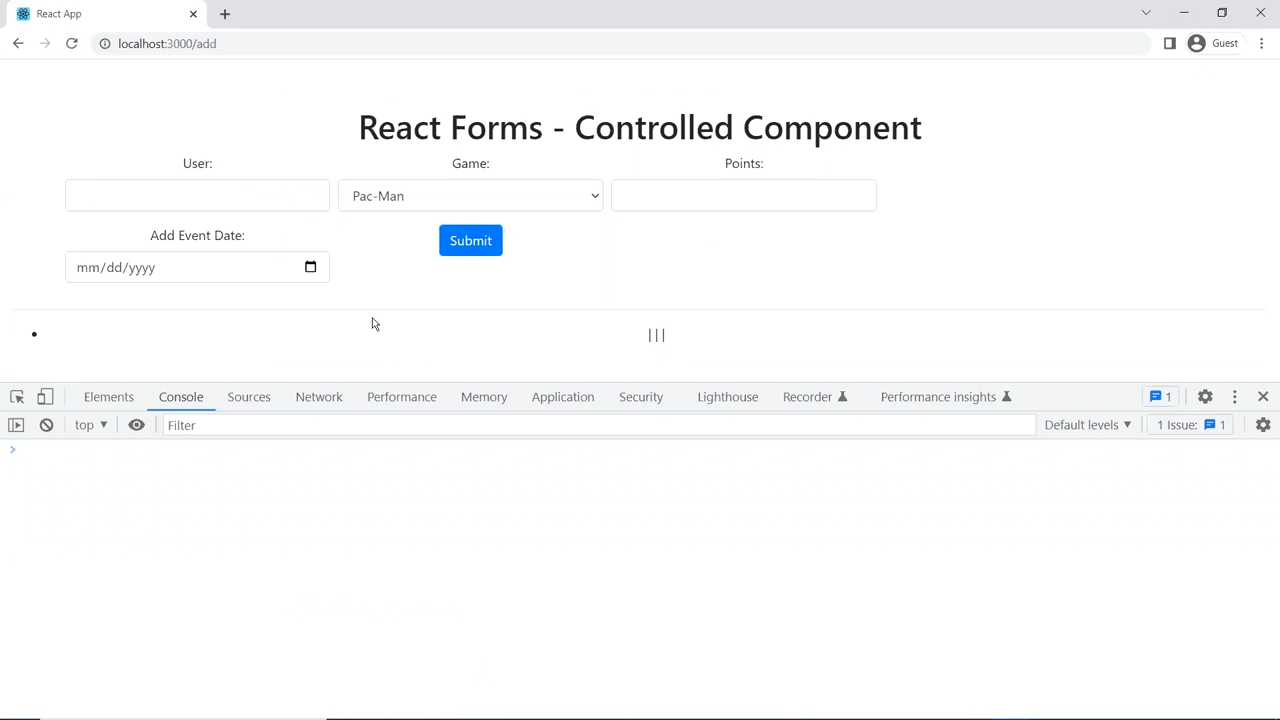 React App
localhost:3000/add
Guest
React Forms - Controlled Component
User:
Game:
Points:
Pac-Man
Add Event Date:
Submit
mm/dd/yyyy
• |||
Elements Console Sources Network Performance Memory Application Security Lighthouse Recorder Performance insights 1
top ▼ Filter Default levels ▼ 1 Issue: 1
>